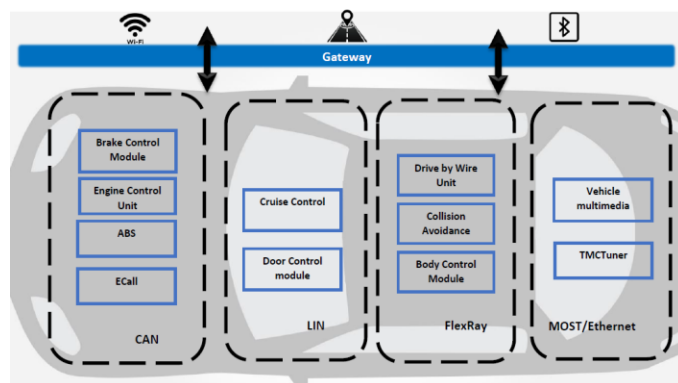 Wi-Fi
Gateway
Brake Control
Module
Engine Control
Unit
ABS
ECall
CAN
Cruise Control
Door Control
module
LIN
Drive by Wire
Unit
Collision
Avoidance
Body Control
Module
FlexRay
Vehicle
multimedia
TMCTuner
MOST/Ethernet